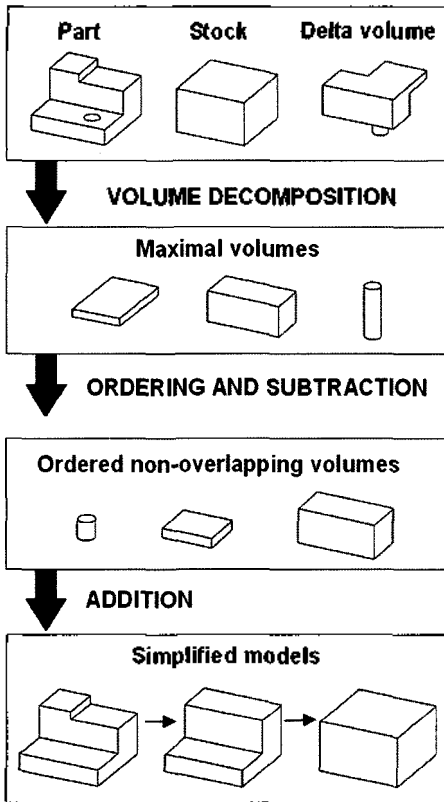 Part Stock Delta volume
VOLUME DECOMPOSITION
Maximal volumes
ORDERING AND SUBTRACTION
Ordered non-overlapping volumes
ADDITION
Simplified models